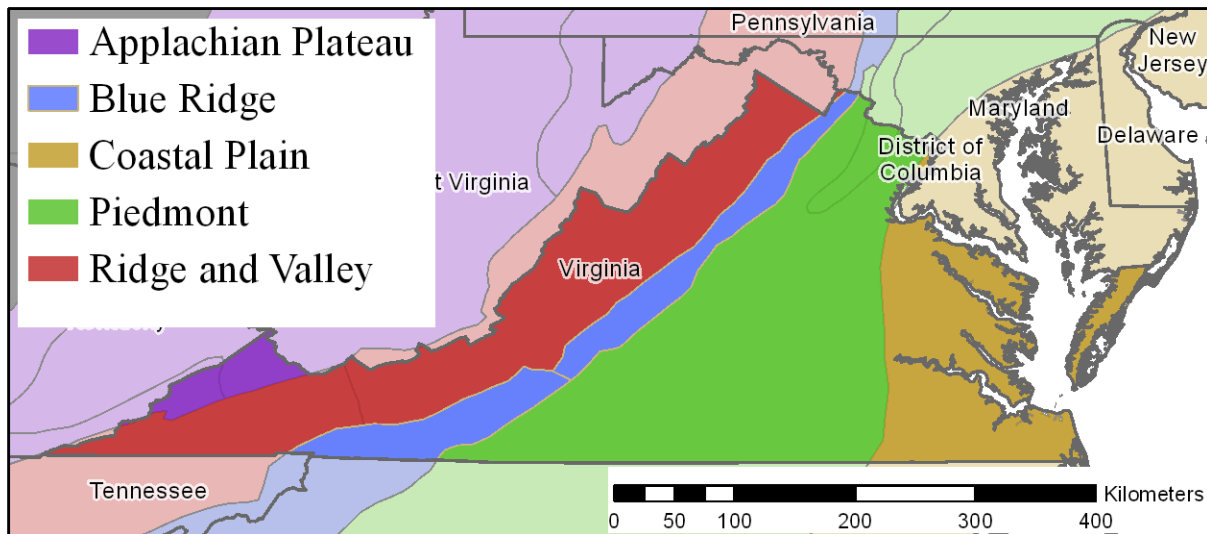 Applachian Plateau
Blue Ridge
Coastal Plain
Piedmont
Ridge and Valley
Pennsylvania
New
Jersey
Maryland
Delaware
District of
Columbia
t Virginia
Virginia
Tennessee
Kilometers
0 50 100 200 300 400